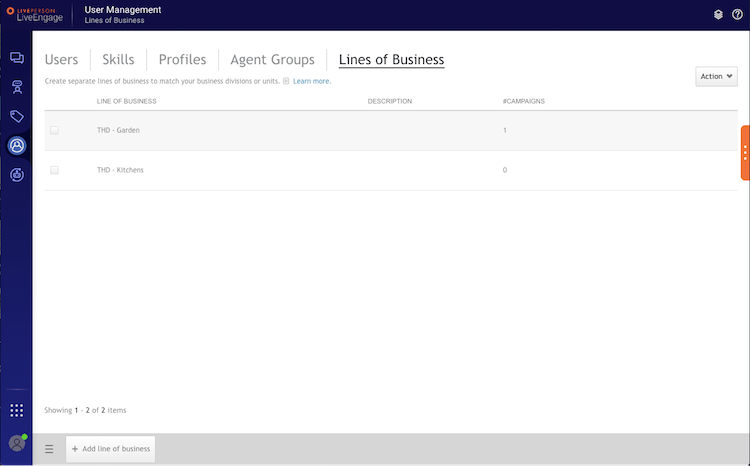 LIVEPERSON
LiveEngage
User Management
Lines of Business
Users
Skills
Profiles
Agent Groups
Lines of Business
Create separate lines of business to match your business divisions or units. Learn more.
Action
LINE OF BUSINESS DESCRIPTION #CAMPAIGNS
THD - Garden 1
THD - Kitchens 0
Showing 1 - 2 of 2 items
+ Add line of business